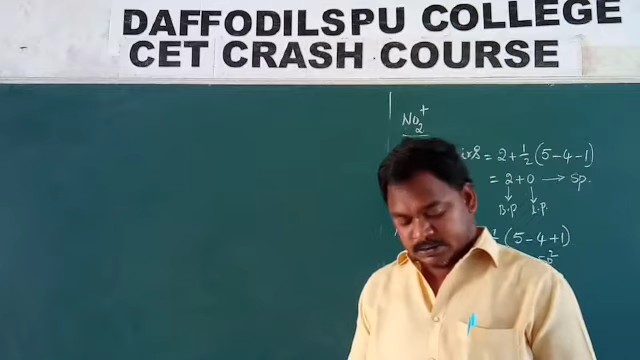 DAFFODILSPU COLLEGE
CET CRASH COURSE
NO₂⁺
= 2 + 1/2 (5-4-1)
= 2+0 → Sp.
↓ ↓
B.P L.P.
(5-4+1)